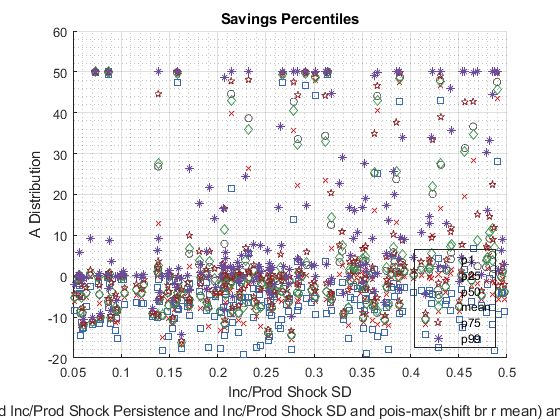 Savings Percentiles
A Distribution
60
50
40
30
20
10
0
-10
-20
0.05
0.1
0.15
0.2
0.25
0.3
0.35
0.4
0.45
0.5
p1
p25
p50
mean
p75
p99
Inc/Prod Shock SD
d Inc/Prod Shock Persistence and Inc/Prod Shock SD and pois-max(shift br r mean) ar